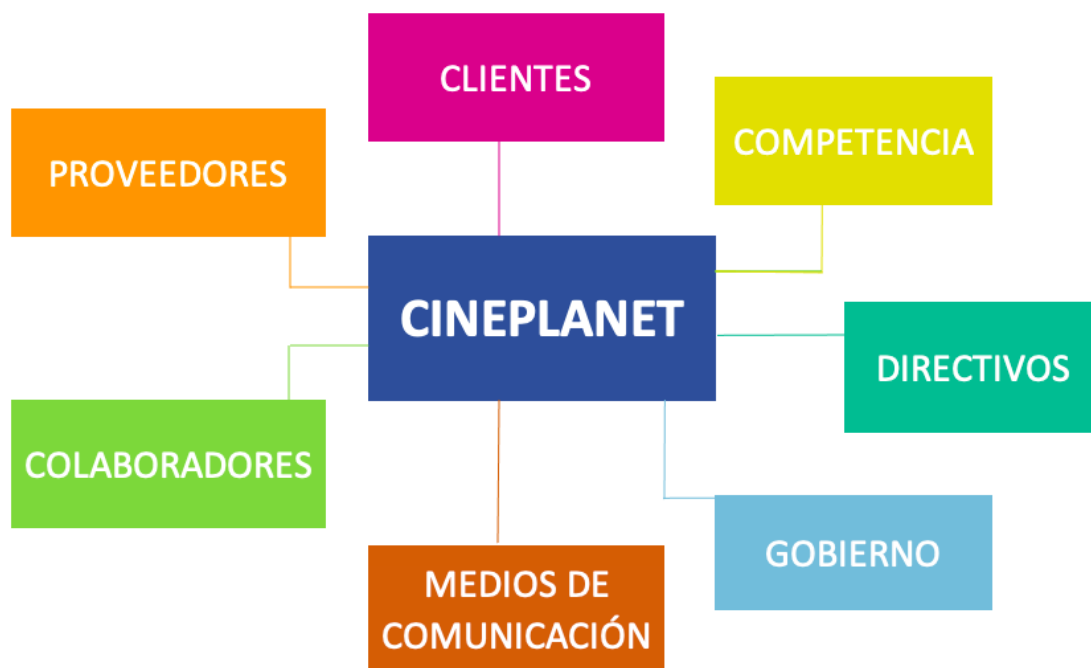 CLIENTES
COMPETENCIA
PROVEEDORES
CINEPLANET
DIRECTIVOS
COLABORADORES
GOBIERNO
MEDIOS DE
COMUNICACIÓN